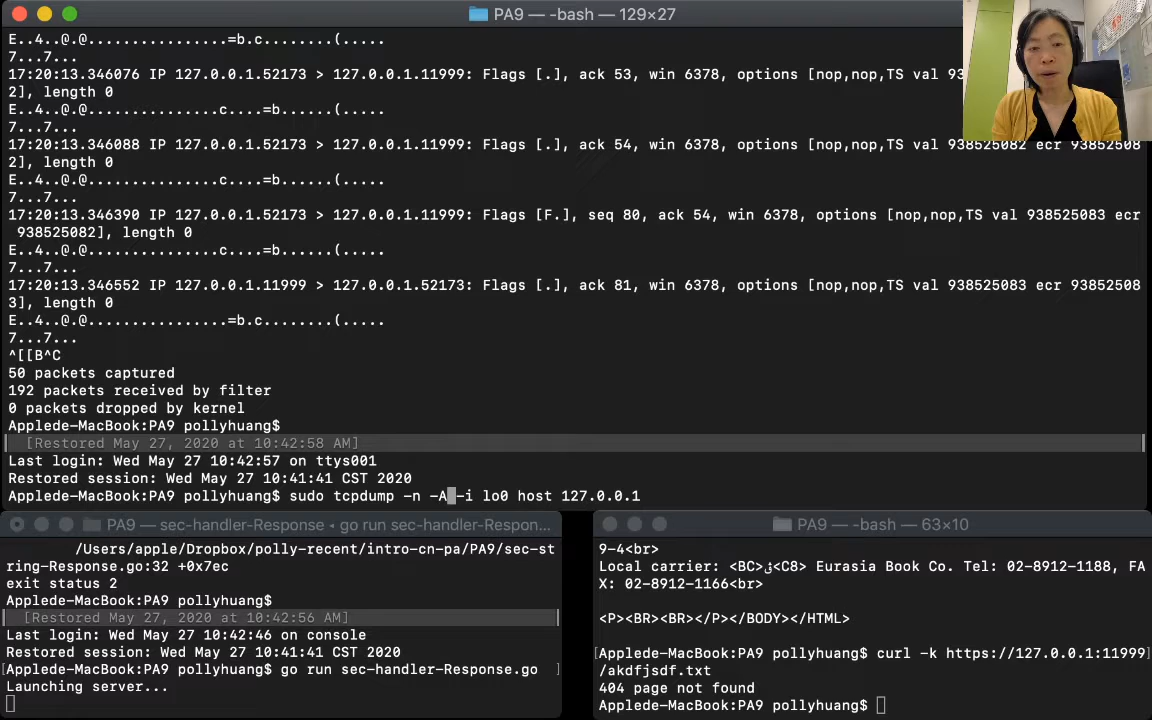 PA9 — -bash — 129×27
E..4..@.@................=b.c........(.....
7...7...
17:20:13.346076 IP 127.0.0.1.52173 > 127.0.0.1.11999: Flags [.], ack 53, win 6378, options [nop,nop,TS val 93
2], length 0
E..4..@.@...............c....=b......(.....
7...7...
17:20:13.346088 IP 127.0.0.1.52173 > 127.0.0.1.11999: Flags [.], ack 54, win 6378, options [nop,nop,TS val 938525082 ecr 93852508
2], length 0
E..4..@.@...............c....=b......(.....
7...7...
17:20:13.346390 IP 127.0.0.1.52173 > 127.0.0.1.11999: Flags [F.], seq 80, ack 54, win 6378, options [nop,nop,TS val 938525083 ecr
938525082], length 0
E..4..@.@...............c....=b......(.....
7...7...
17:20:13.346552 IP 127.0.0.1.11999 > 127.0.0.1.52173: Flags [.], ack 81, win 6378, options [nop,nop,TS val 938525083 ecr 93852508
3], length 0
E..4..@.@................=b.c........(.....
7...7...
^[[B^C
50 packets captured
192 packets received by filter
0 packets dropped by kernel
Applede-MacBook:PA9 pollyhuang$
[Restored May 27, 2020 at 10:42:58 AM]
Last login: Wed May 27 10:42:57 on ttys001
Restored session: Wed May 27 10:41:41 CST 2020
Applede-MacBook:PA9 pollyhuang$ sudo tcpdump -n -A -i lo0 host 127.0.0.1
PA9 — sec-handler-Response ◂ go run sec-handler-Respon...
/Users/apple/Dropbox/polly-recent/intro-cn-pa/PA9/sec-st
ring-Response.go:32 +0x7ec
exit status 2
Applede-MacBook:PA9 pollyhuang$
[Restored May 27, 2020 at 10:42:56 AM]
Last login: Wed May 27 10:42:46 on console
Restored session: Wed May 27 10:41:40 CST 2020
[Applede-MacBook:PA9 pollyhuang$ go run sec-handler-Response.go ]
Launching server...
PA9 — -bash — 63×10
9-4<br>
Local carrier: <BC>ۏ<C8> Eurasia Book Co. Tel: 02-8912-1188, FA
X: 02-8912-1166<br>
<P><BR><BR></P></BODY></HTML>
[Applede-MacBook:PA9 pollyhuang$ curl -k https://127.0.0.1:11999]
/akdfjsdf.txt
404 page not found
Applede-MacBook:PA9 pollyhuang$